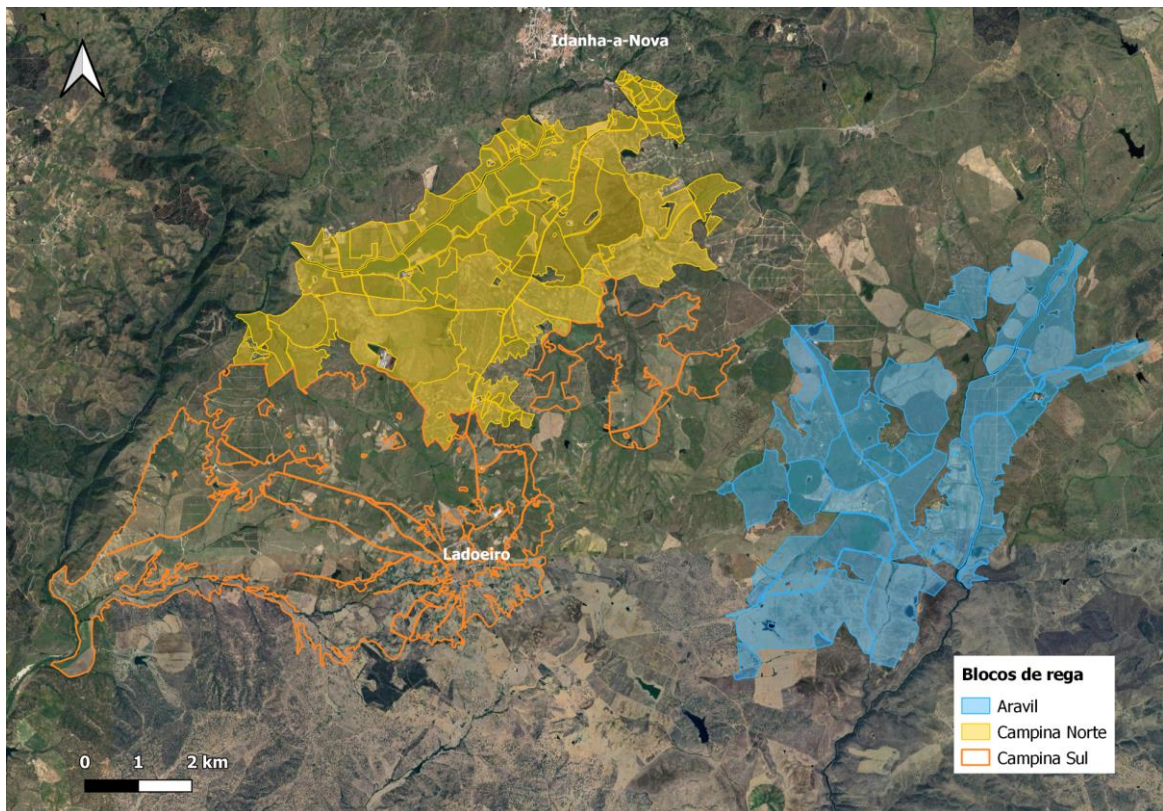 Idanha-a-Nova
Ladoeiro
Blocos de rega
Aravil
Campina Norte
Campina Sul
0 1 2 km